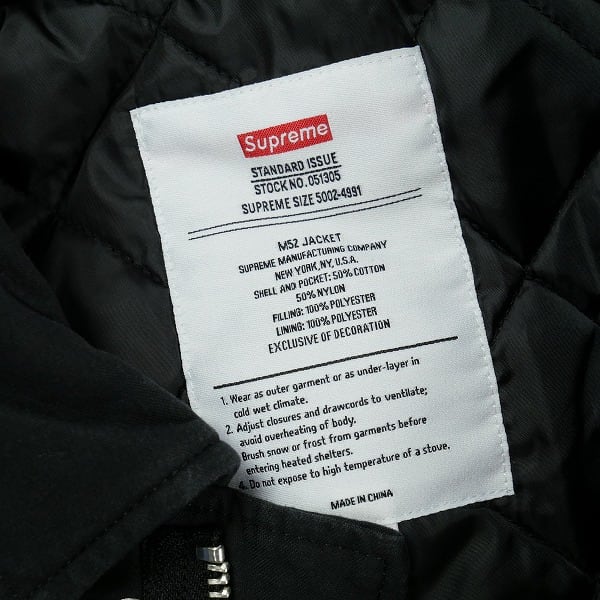 Supreme
STANDARD ISSUE
STOCK NO. 051305
SUPREME SIZE 5002-4991
M52 JACKET
SUPREME MANUFACTURING COMPANY
NEW YORK, NY, U.S.A.
SHELL AND POCKET: 50% COTTON
50% NYLON
FILLING: 100% POLYESTER
LINING: 100% POLYESTER
EXCLUSIVE OF DECORATION
1. Wear as outer garment or as under-layer in
cold wet climate.
2. Adjust closures and drawcords to ventilate;
avoid overheating of body.
Brush snow or frost from garments before
entering heated shelters.
4. Do not expose to high temperature of a stove.
MADE IN CHINA